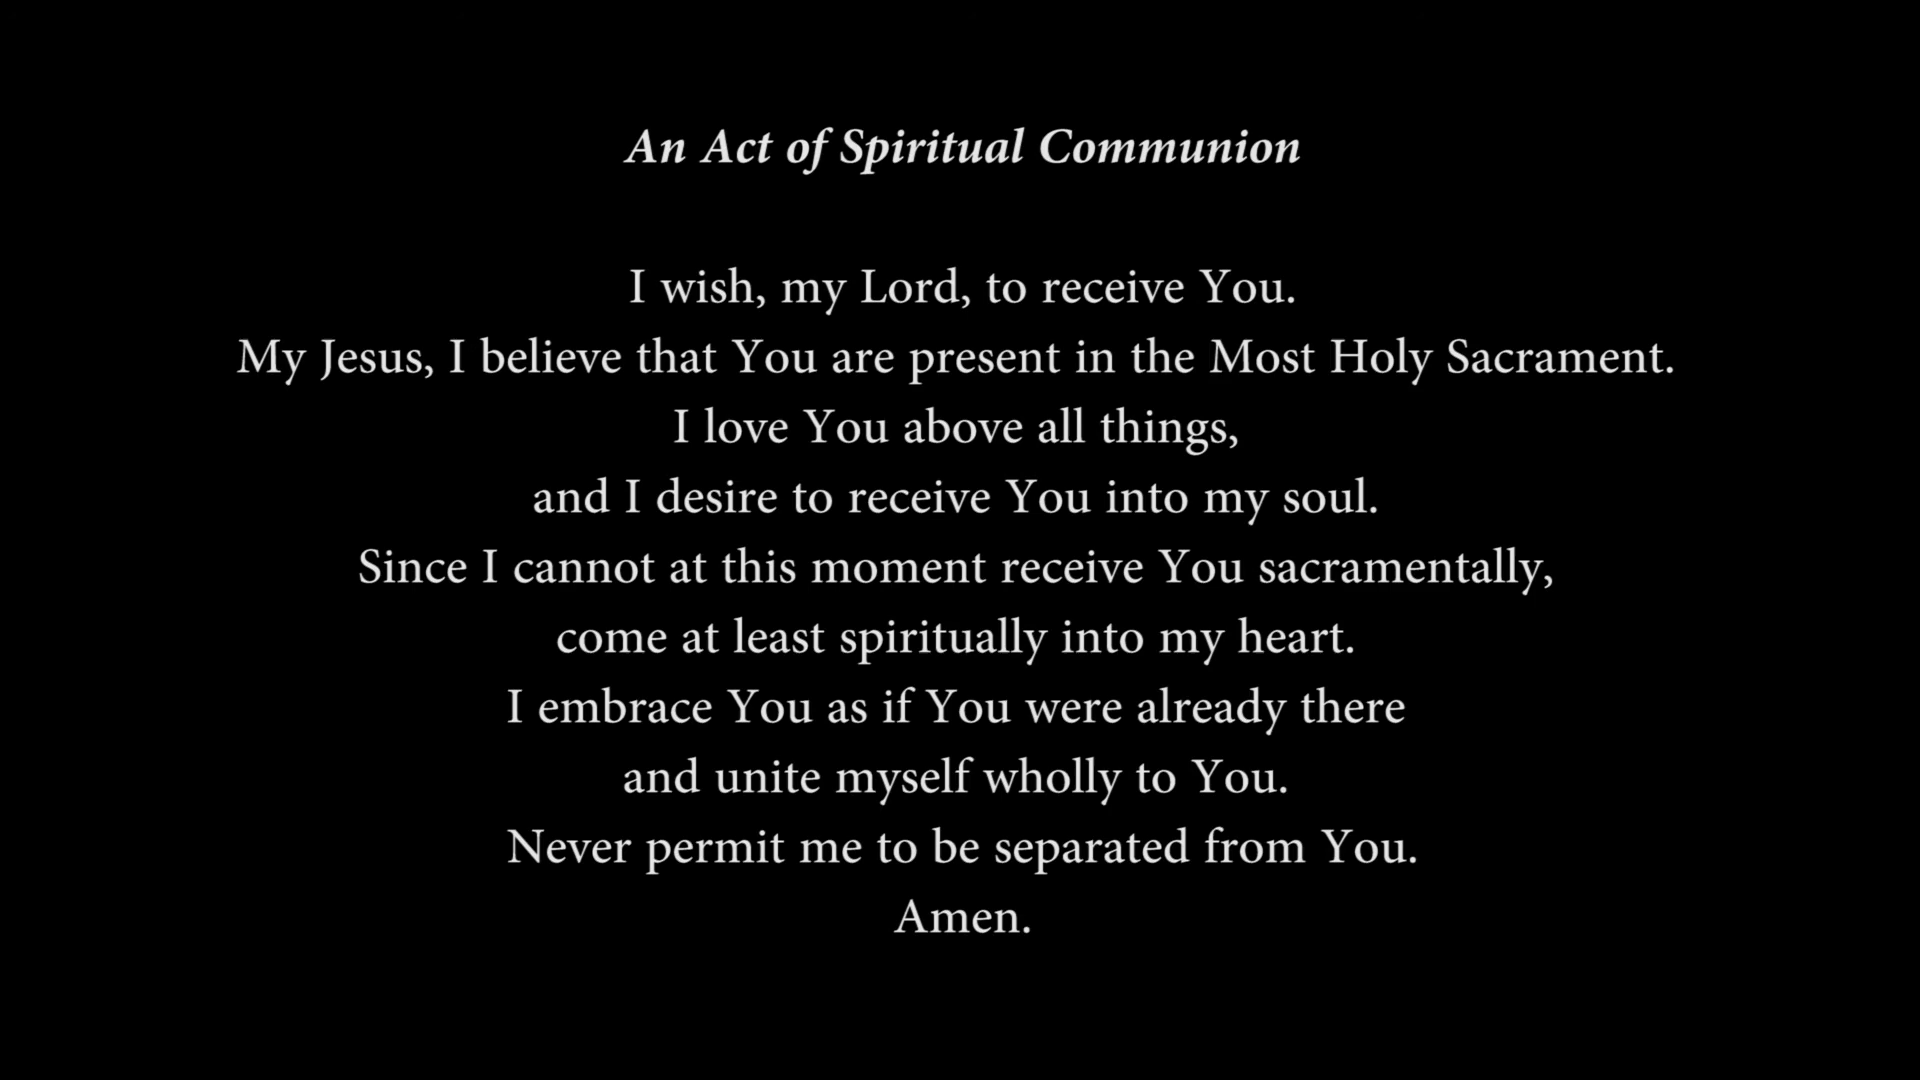 An Act of Spiritual Communion
I wish, my Lord, to receive You.
My Jesus, I believe that You are present in the Most Holy Sacrament.
I love You above all things,
and I desire to receive You into my soul.
Since I cannot at this moment receive You sacramentally,
come at least spiritually into my heart.
I embrace You as if You were already there
and unite myself wholly to You.
Never permit me to be separated from You.
Amen.